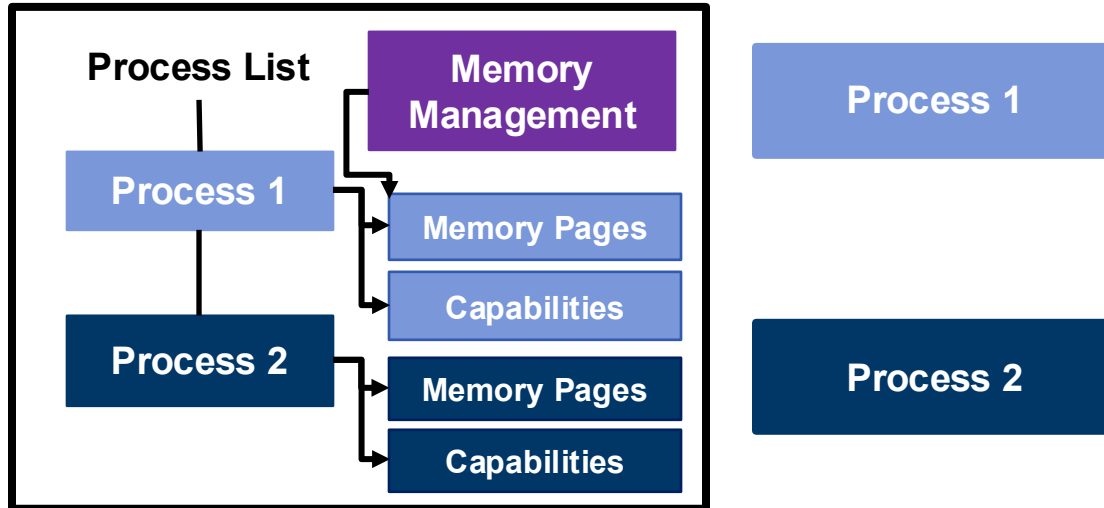 Process List
Memory
Management
Process 1
Memory Pages
Capabilities
Process 2
Memory Pages
Capabilities
Process 1
Process 2